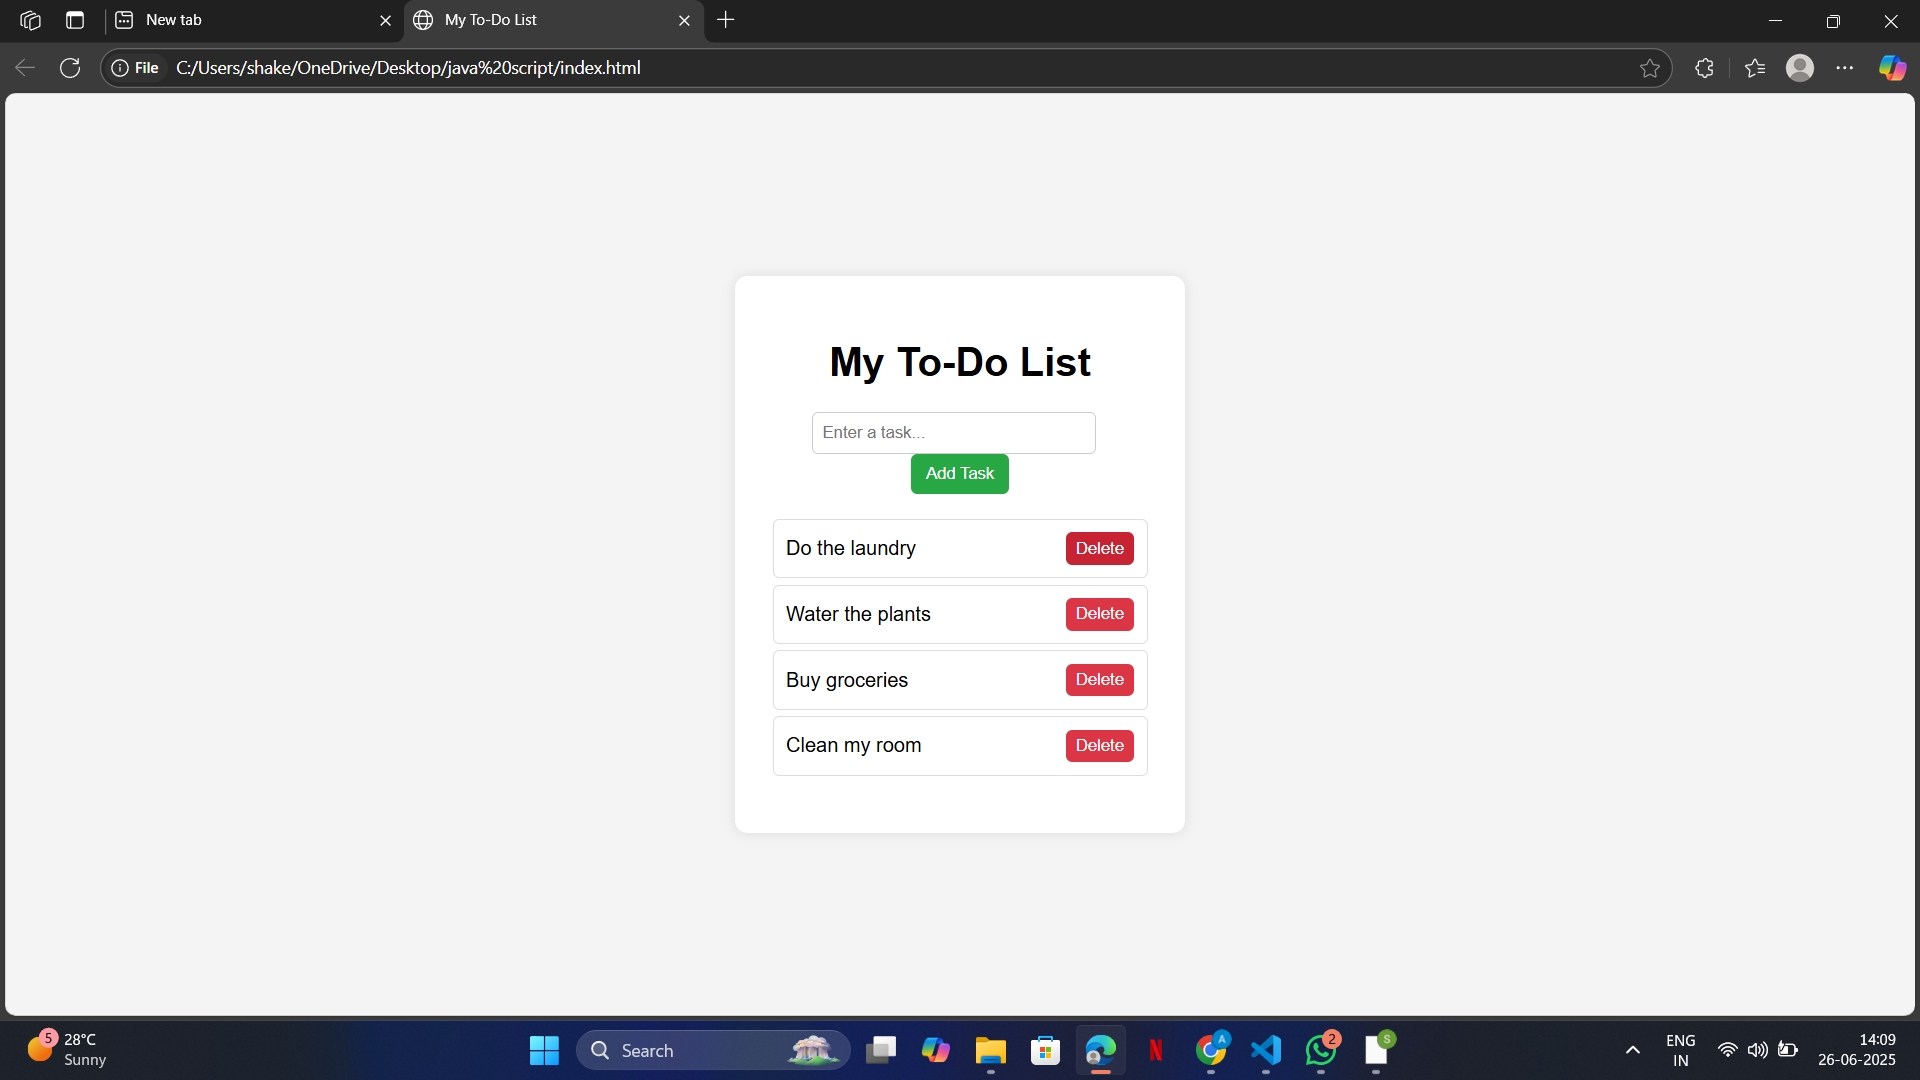 New tab
My To-Do List
File
C:/Users/shake/OneDrive/Desktop/java%20script/index.html
My To-Do List
Enter a task...
Add Task
Do the laundry
Delete
Water the plants
Delete
Buy groceries
Delete
Clean my room
Delete
5
28°C
Sunny
Search
N
A
2
S
ENG
IN
14:09
26-06-2025